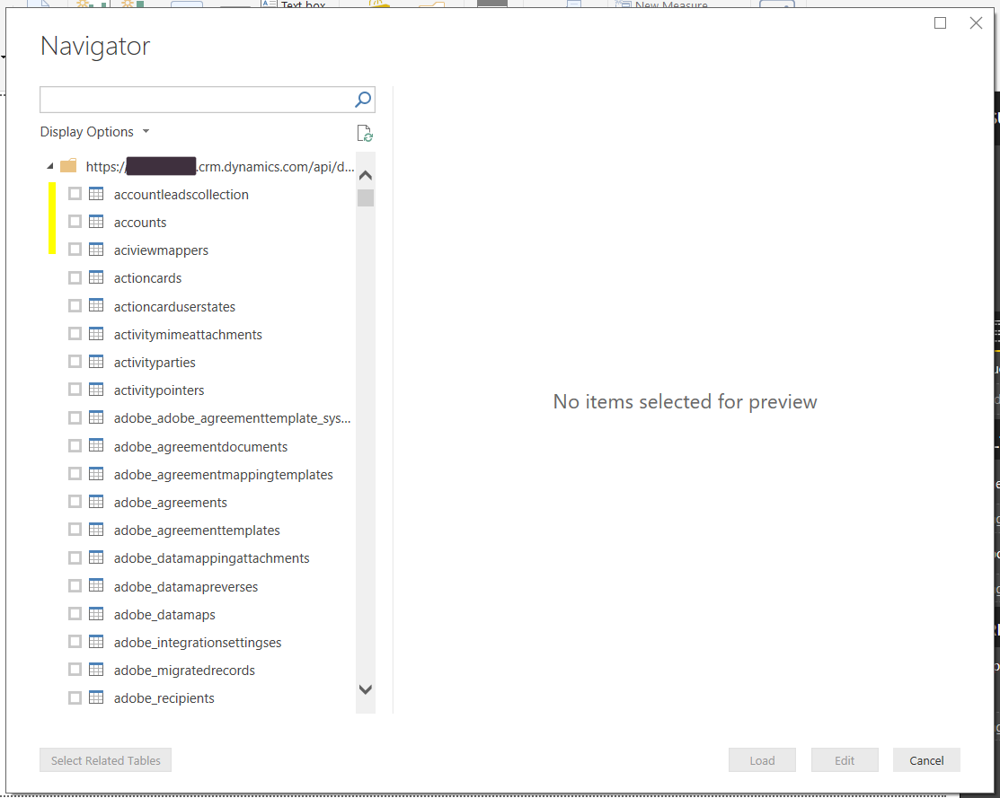 Text box
New Measure
Navigator
Display Options
https:/ .crm.dynamics.com/api/d...
accountleadscollection
accounts
aciviewmappers
actioncards
actioncarduserstates
activitymimeattachments
activityparties
activitypointers
adobe_adobe_agreementtemplate_sys...
adobe_agreementdocuments
adobe_agreementmappingtemplates
adobe_agreements
adobe_agreementtemplates
adobe_datamappingattachments
adobe_datamapreverses
adobe_datamaps
adobe_integrationsettingses
adobe_migratedrecords
adobe_recipients
No items selected for preview
Select Related Tables
Load
Edit
Cancel